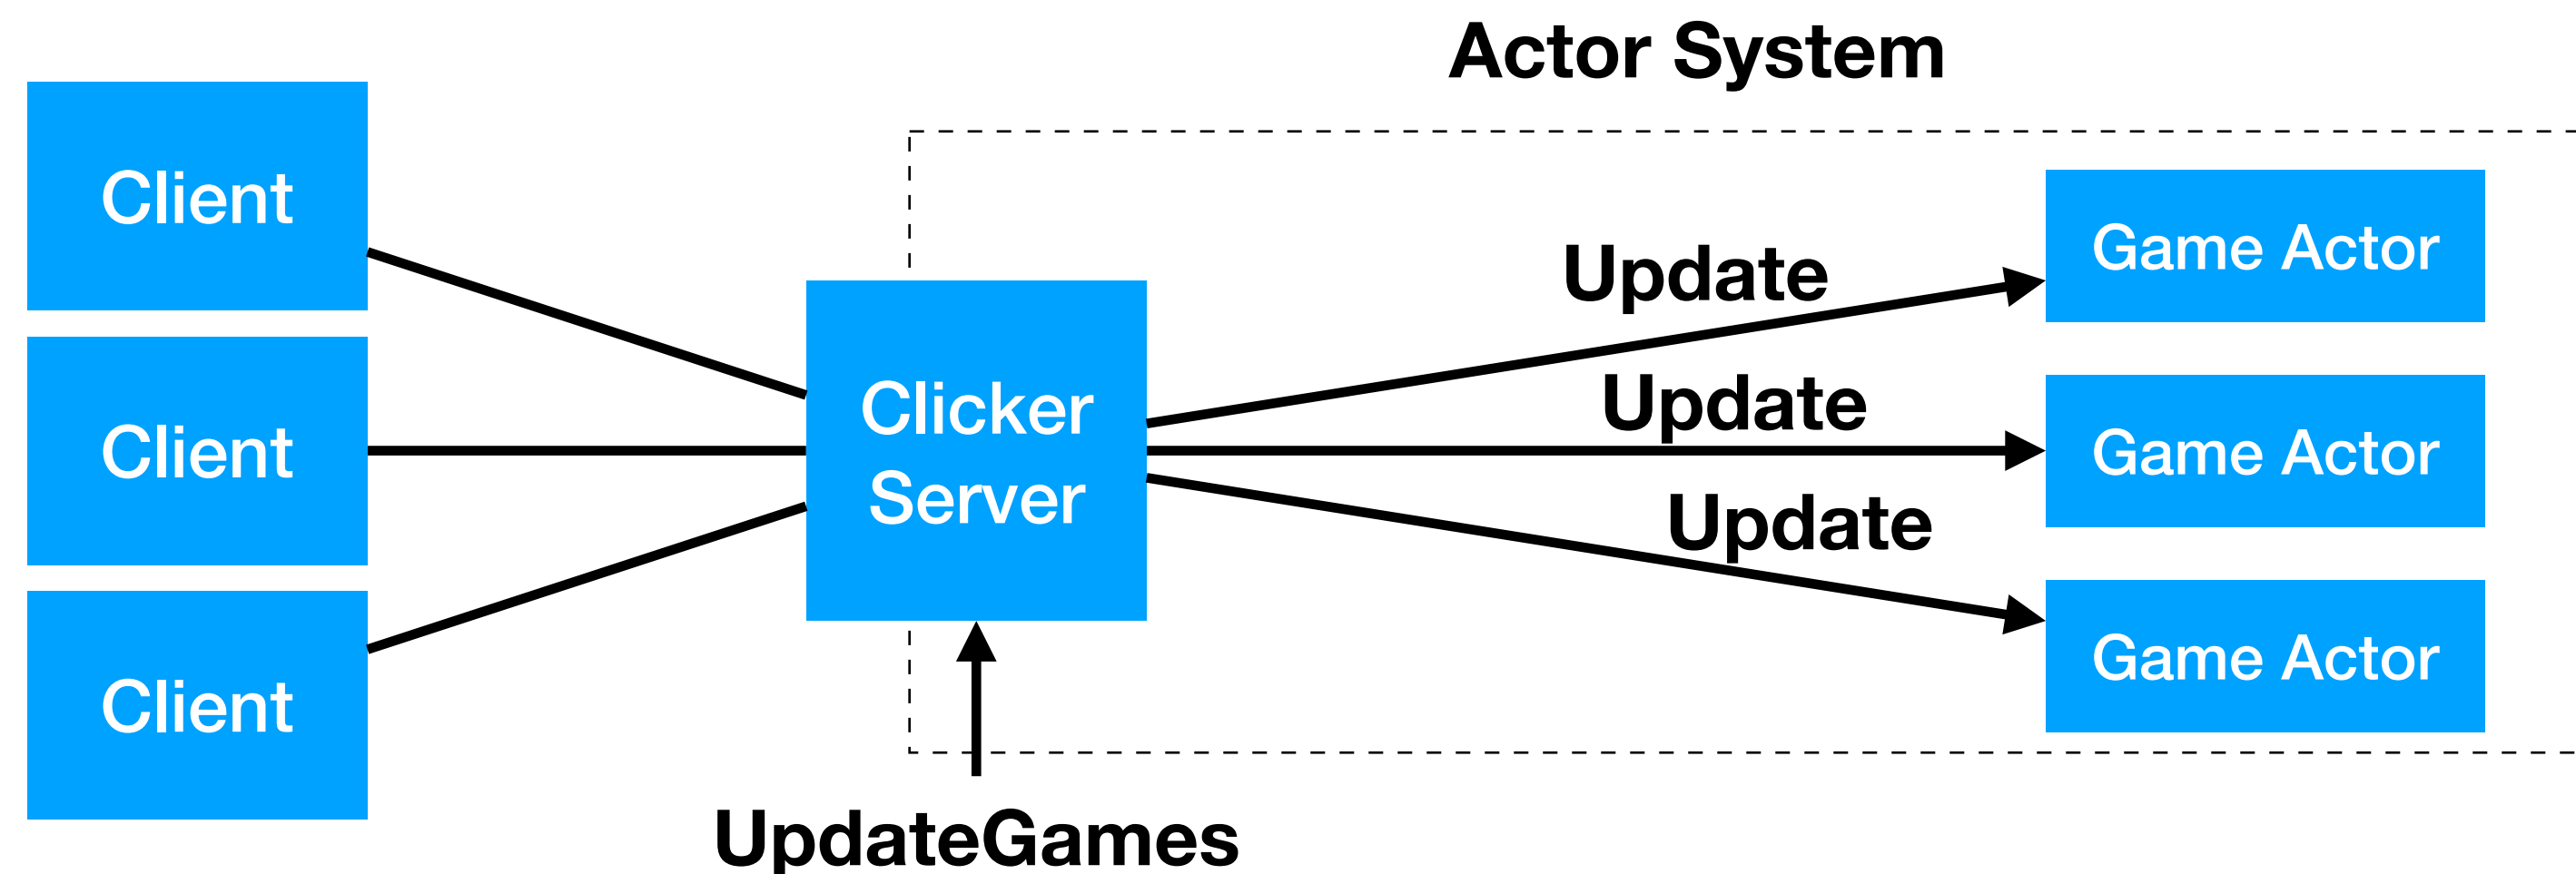 Actor System
Client
Client
Client
Clicker
Server
Update
Update
Update
Game Actor
Game Actor
Game Actor
UpdateGames